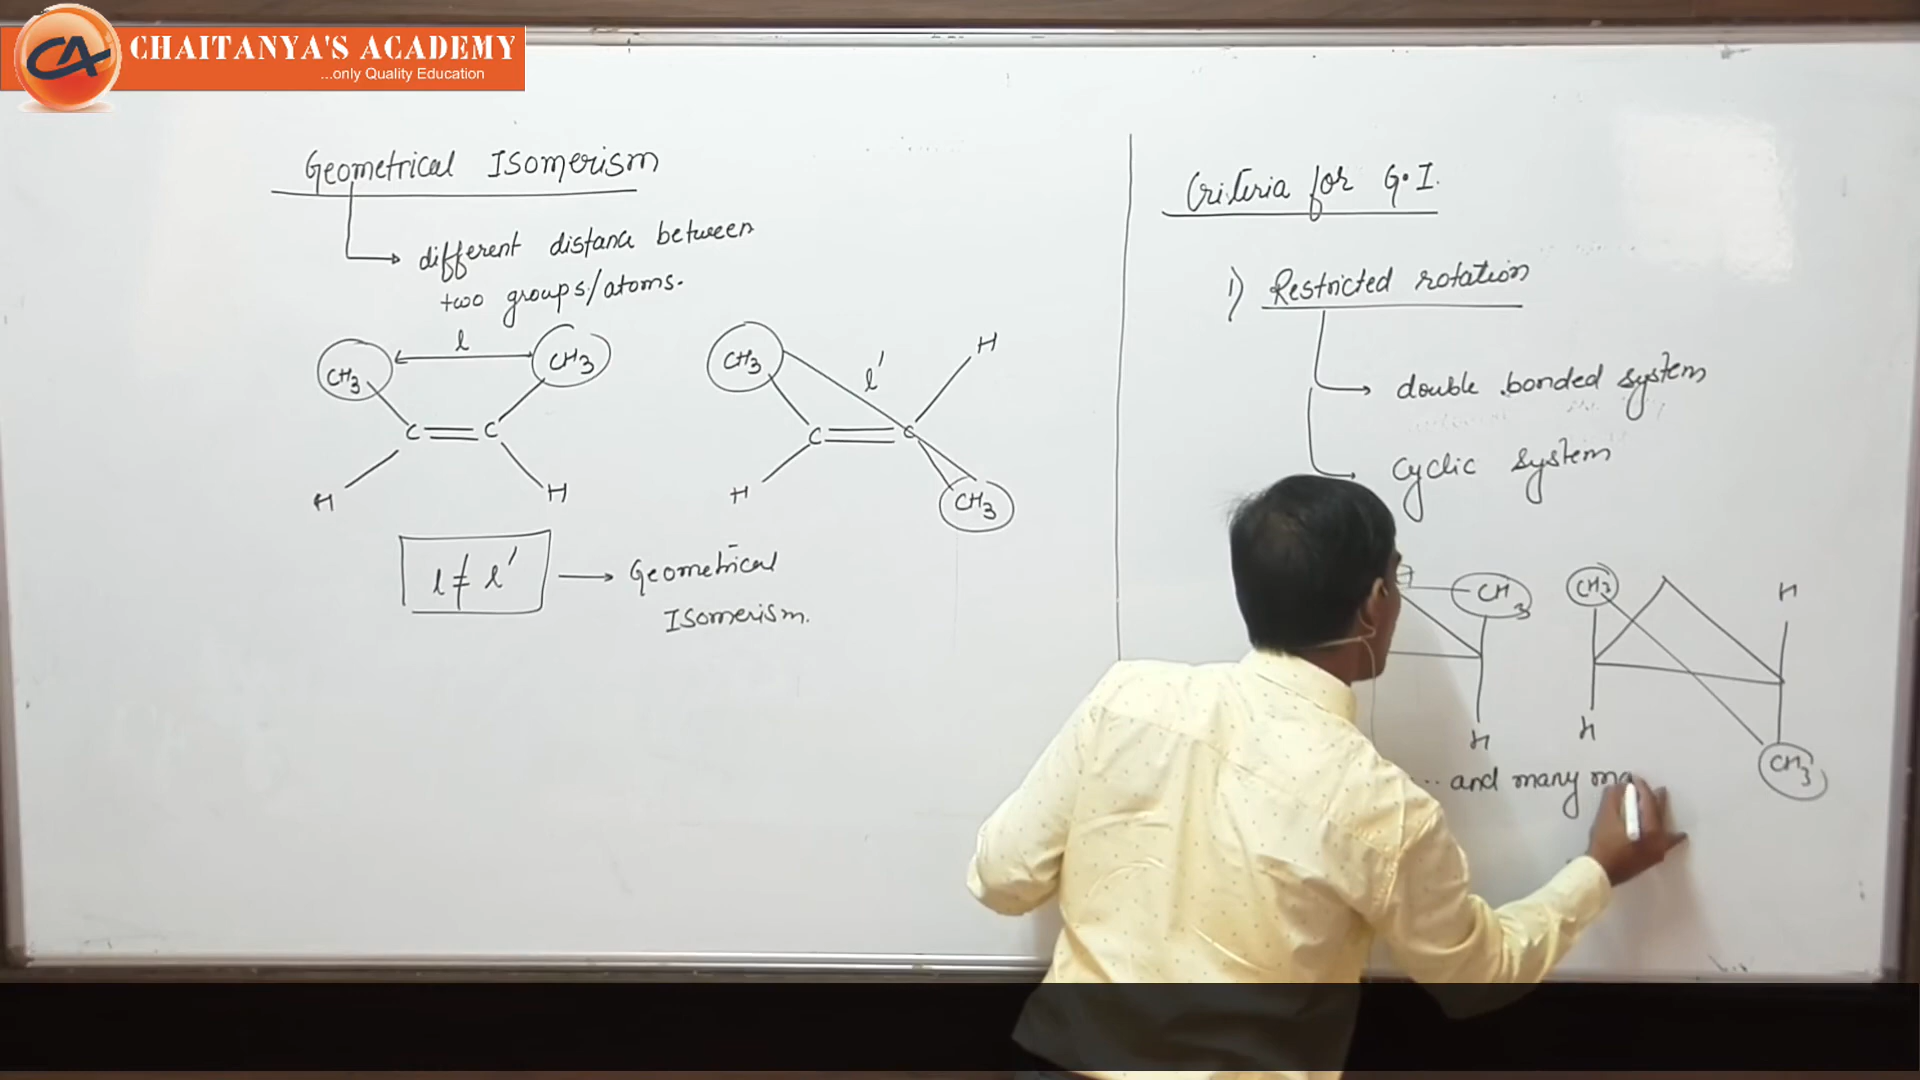 CHAITANYA'S ACADEMY
...only Quality Education
Geometrical Isomerism
different distance between
two groups/atoms.
l
CH3
CH3
C
C
H
H
CH3
l'
H
C
C
H
CH3
l ≠ l'
Geometrical
Isomerism.
Criteria for G.I.
1) Restricted rotation
double bonded system
Cyclic system
CH3
H
CH3
H
H
CH3
... and many ma